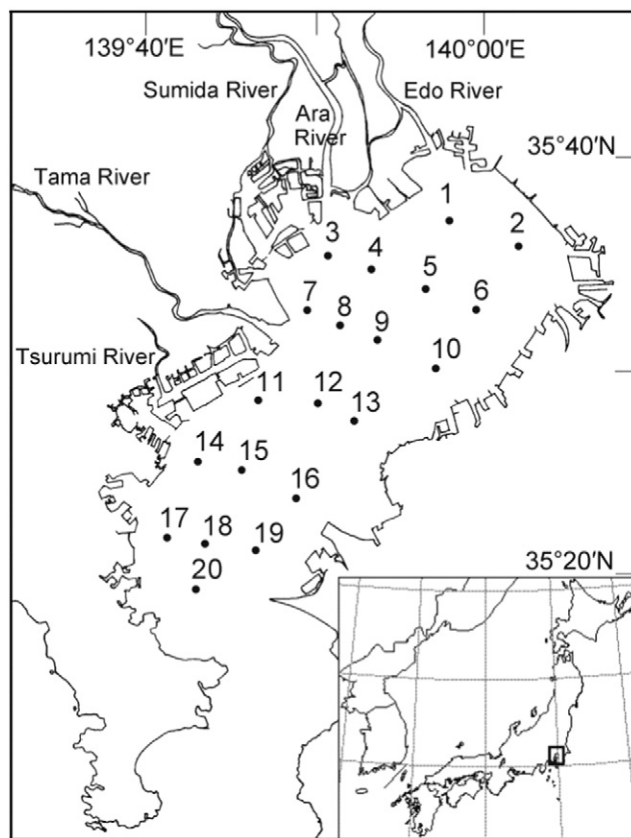 139°40′E
140°00′E
Sumida River
Ara
River
Edo River
35°40′N
Tama River
1
2
3
4
5
6
7
8
9
Tsurumi River
10
11
12
13
14
15
16
17
18
19
20
35°20′N